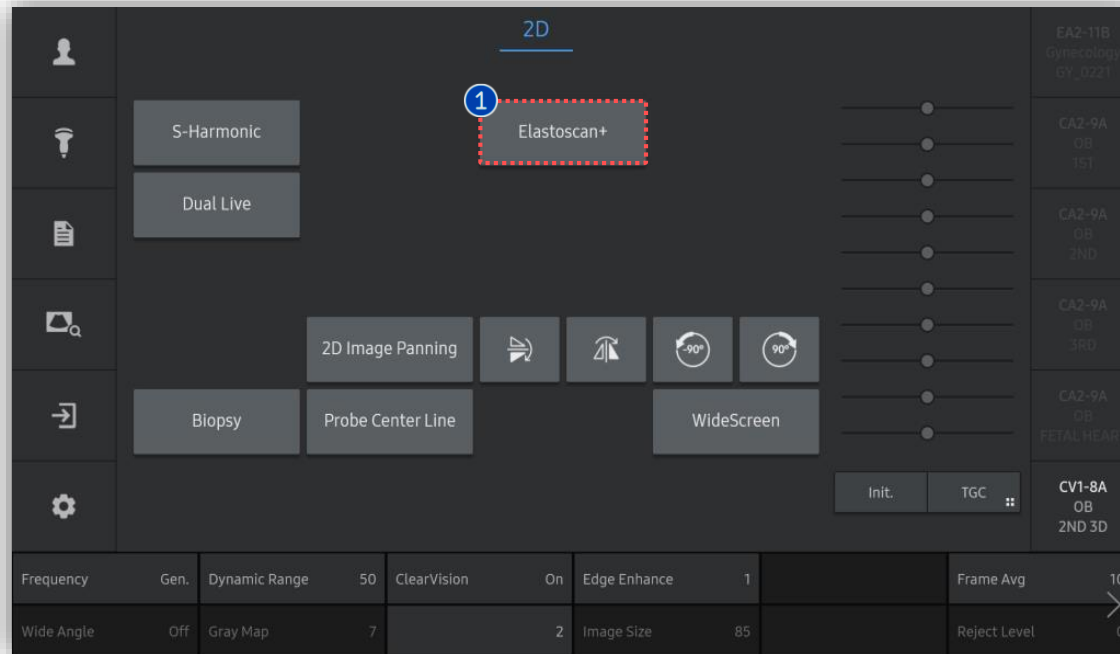 2D
1
S-Harmonic
Elastoscan+
Dual Live
2D Image Panning
-90°
90°
Biopsy
Probe Center Line
WideScreen
Init.
TGC
EA2-11B
Gynecology
GY_0221
CA2-9A
OB
1ST
CA2-9A
OB
2ND
CA2-9A
OB
3RD
CA2-9A
OB
FETAL HEAR
CV1-8A
OB
2ND 3D
Frequency Gen.
Dynamic Range 50
ClearVision On
Edge Enhance 1
Frame Avg 10
Wide Angle Off
Gray Map 7
2
Image Size 85
Reject Level